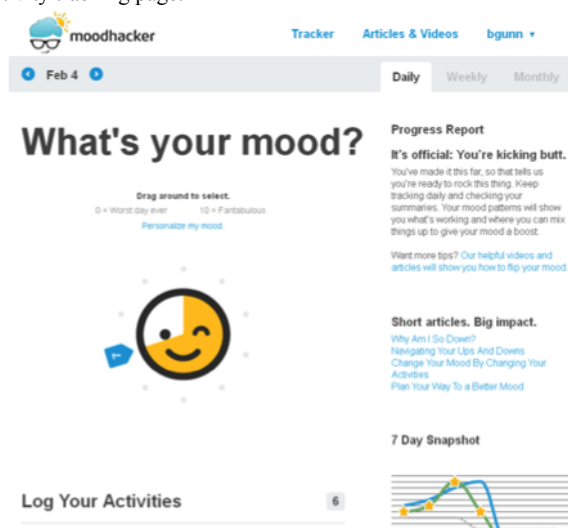 moodhacker
Tracker
Articles & Videos
bgunn
Feb 4
Daily
Weekly
Monthly
What's your mood?
Drag around to select.
0 = Worst day ever
10 = Fantabulous
Personalize my mood.
7
Log Your Activities
6
Progress Report
It's official: You're kicking butt.
You've made it this far, so that tells us
you're ready to rock this thing. Keep
tracking daily and checking your
summaries. Your mood patterns will show
you what's working and where you can mix
things up to give your mood a boost.
Want more tips? Our helpful videos and
articles will show you how to flip your mood.
Short articles. Big impact.
Why Am I So Down?
Navigating Your Ups And Downs
Change Your Mood By Changing Your
Activities
Plan Your Way To a Better Mood
7 Day Snapshot